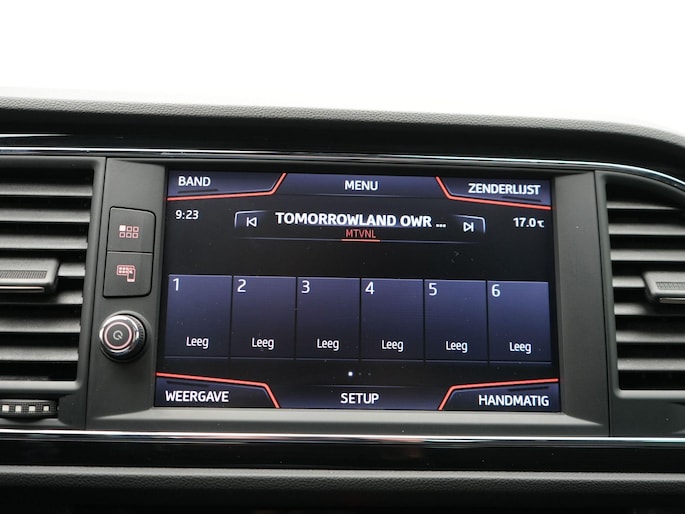 BAND MENU ZENDERLIJST
9:23 TOMORROWLAND OWR ... 17.0°C
MTVNL
1 2 3 4 5 6
Leeg Leeg Leeg Leeg Leeg Leeg
WEERGAVE SETUP HANDMATIG